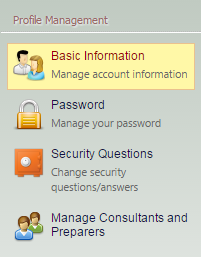 Profile Management
Basic Information
Manage account information
Password
Manage your password
Security Questions
Change security
questions/answers
Manage Consultants and
Preparers